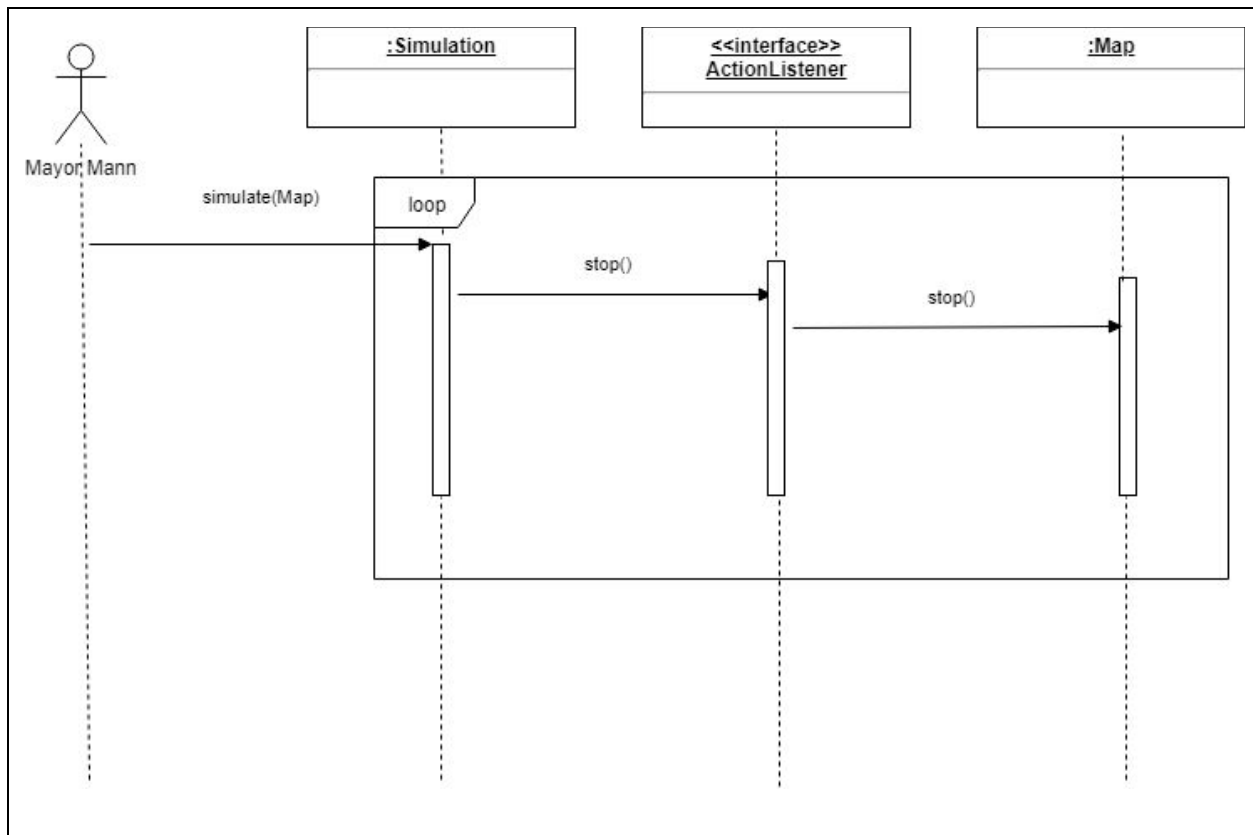 :Simulation
<<interface>>
ActionListener
:Map
Mayor Mann
simulate(Map)
loop
stop()
stop()